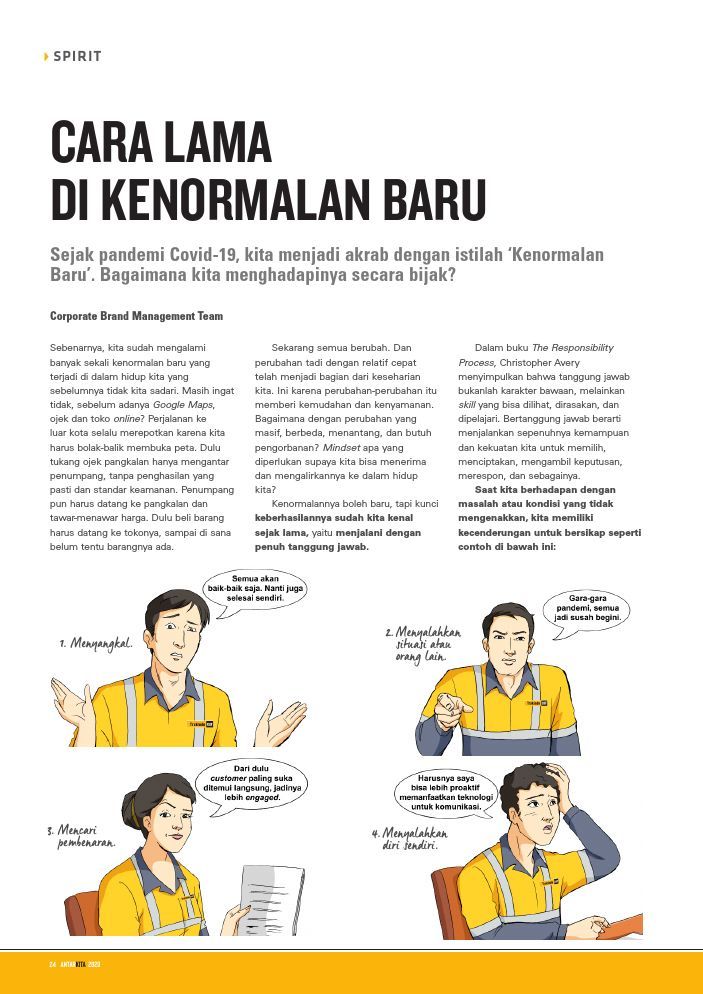 SPIRIT
CARA LAMA
DI KENORMALAN BARU
Sejak pandemi Covid-19, kita menjadi akrab dengan istilah ‘Kenormalan
Baru’. Bagaimana kita menghadapinya secara bijak?
Corporate Brand Management Team
Sebenarnya, kita sudah mengalami
banyak sekali kenormalan baru yang
terjadi di dalam hidup kita yang
sebelumnya tidak kita sadari. Masih ingat
tidak, sebelum adanya Google Maps,
ojek dan toko online? Perjalanan ke
luar kota selalu merepotkan karena kita
harus bolak-balik membuka peta. Dulu
tukang ojek pangkalan hanya mengantar
penumpang, tanpa penghasilan yang
pasti dan standar keamanan. Penumpang
pun harus datang ke pangkalan dan
tawar-menawar harga. Dulu beli barang
harus datang ke tokonya, sampai di sana
belum tentu barangnya ada.
Sekarang semua berubah. Dan
perubahan tadi dengan relatif cepat
telah menjadi bagian dari keseharian
kita. Ini karena perubahan-perubahan itu
memberi kemudahan dan kenyamanan.
Bagaimana dengan perubahan yang
masif, berbeda, menantang, dan butuh
pengorbanan? Mindset apa yang
diperlukan supaya kita bisa menerima
dan mengalirkannya ke dalam hidup
kita?
Kenormalannya boleh baru, tapi kunci
keberhasilannya sudah kita kenal
sejak lama, yaitu menjalani dengan
penuh tanggung jawab.
Dalam buku The Responsibility
Process, Christopher Avery
menyimpulkan bahwa tanggung jawab
bukanlah karakter bawaan, melainkan
skill yang bisa dilihat, dirasakan, dan
dipelajari. Bertanggung jawab berarti
menjalankan sepenuhnya kemampuan
dan kekuatan kita untuk memilih,
menciptakan, mengambil keputusan,
merespon, dan sebagainya.
Saat kita berhadapan dengan
masalah atau kondisi yang tidak
mengenakkan, kita memiliki
kecenderungan untuk bersikap seperti
contoh di bawah ini:
1. Menyangkal.
Semua akan
baik-baik saja. Nanti juga
selesai sendiri.
2. Menyalahkan
situasi atau
orang lain.
Gara-gara
pandemi, semua
jadi susah begini.
3. Mencari
pembenaran.
Dari dulu
customer paling suka
ditemui langsung, jadinya
lebih engaged.
4. Menyalahkan
diri sendiri.
Harusnya saya
bisa lebih proaktif
memanfaatkan teknologi
untuk komunikasi.
24 ANTARKITA 2020